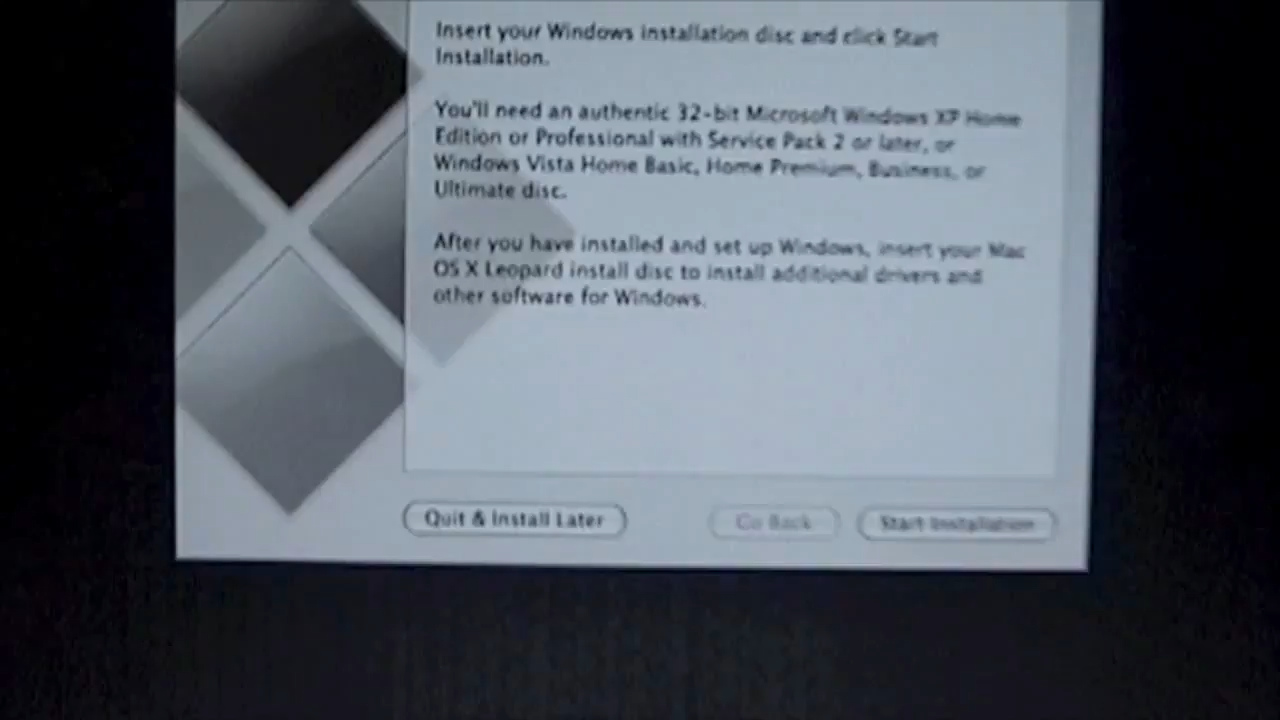 Insert your Windows installation disc and click Start
Installation.
You'll need an authentic 32-bit Microsoft Windows XP Home
Edition or Professional with Service Pack 2 or later, or
Windows Vista Home Basic, Home Premium, Business, or
Ultimate disc.
After you have installed and set up Windows, insert your Mac
OS X Leopard install disc to install additional drivers and
other software for Windows.
Quit & Install Later
Go Back
Start Installation